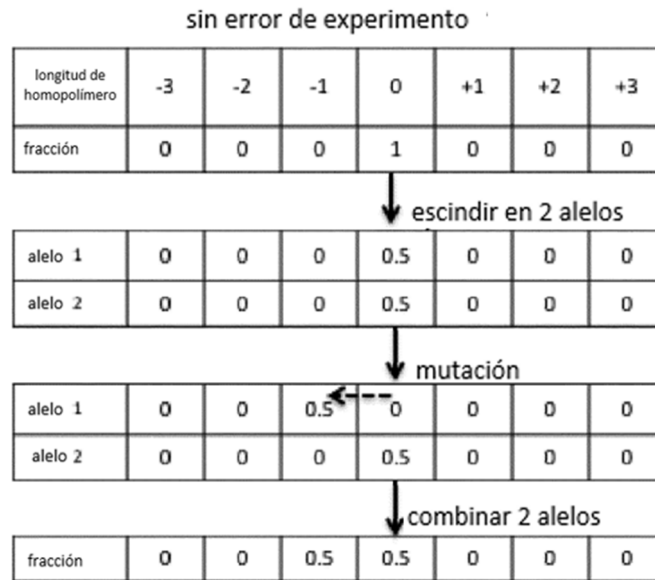 sin error de experimento
longitud de homopolímero -3 -2 -1 0 +1 +2 +3
fracción 0 0 0 1 0 0 0
escindir en 2 alelos
alelo 1 0 0 0 0.5 0 0 0
alelo 2 0 0 0 0.5 0 0 0
mutación
alelo 1 0 0 0.5 0 0 0 0
alelo 2 0 0 0 0.5 0 0 0
combinar 2 alelos
fracción 0 0 0.5 0.5 0 0 0